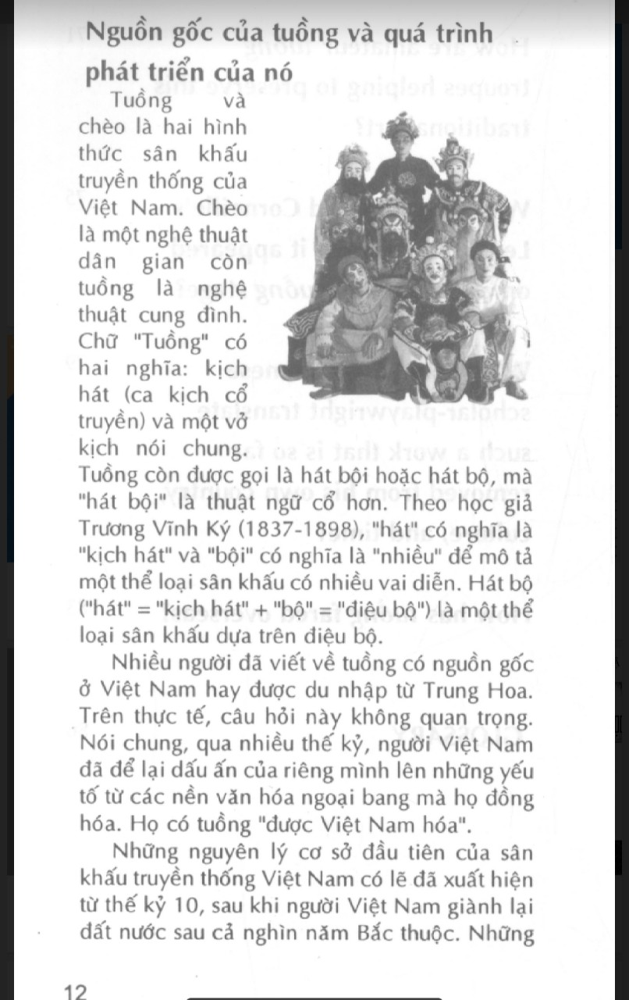 Nguồn gốc của tuồng và quá trình
phát triển của nó
Tuồng và
chèo là hai hình
thức sân khấu
truyền thống của
Việt Nam. Chèo
là một nghệ thuật
dân gian còn
tuồng là nghệ
thuật cung đình.
Chữ "Tuồng" có
hai nghĩa: kịch
hát (ca kịch cổ
truyền) và một vở
kịch nói chung.
Tuồng còn được gọi là hát bội hoặc hát bộ, mà
"hát bội" là thuật ngữ cổ hơn. Theo học giả
Trương Vĩnh Ký (1837-1898), "hát" có nghĩa là
"kịch hát" và "bội" có nghĩa là "nhiều" để mô tả
một thể loại sân khấu có nhiều vai diễn. Hát bộ
("hát" = "kịch hát" + "bộ" = "điệu bộ") là một thể
loại sân khấu dựa trên điệu bộ.
Nhiều người đã viết về tuồng có nguồn gốc
ở Việt Nam hay được du nhập từ Trung Hoa.
Trên thực tế, câu hỏi này không quan trọng.
Nói chung, qua nhiều thế kỷ, người Việt Nam
đã để lại dấu ấn của riêng mình lên những yếu
tố từ các nền văn hóa ngoại bang mà họ đồng
hóa. Họ có tuồng "được Việt Nam hóa".
Những nguyên lý cơ sở đầu tiên của sân
khấu truyền thống Việt Nam có lẽ đã xuất hiện
từ thế kỷ 10, sau khi người Việt Nam giành lại
đất nước sau cả nghìn năm Bắc thuộc. Những
12